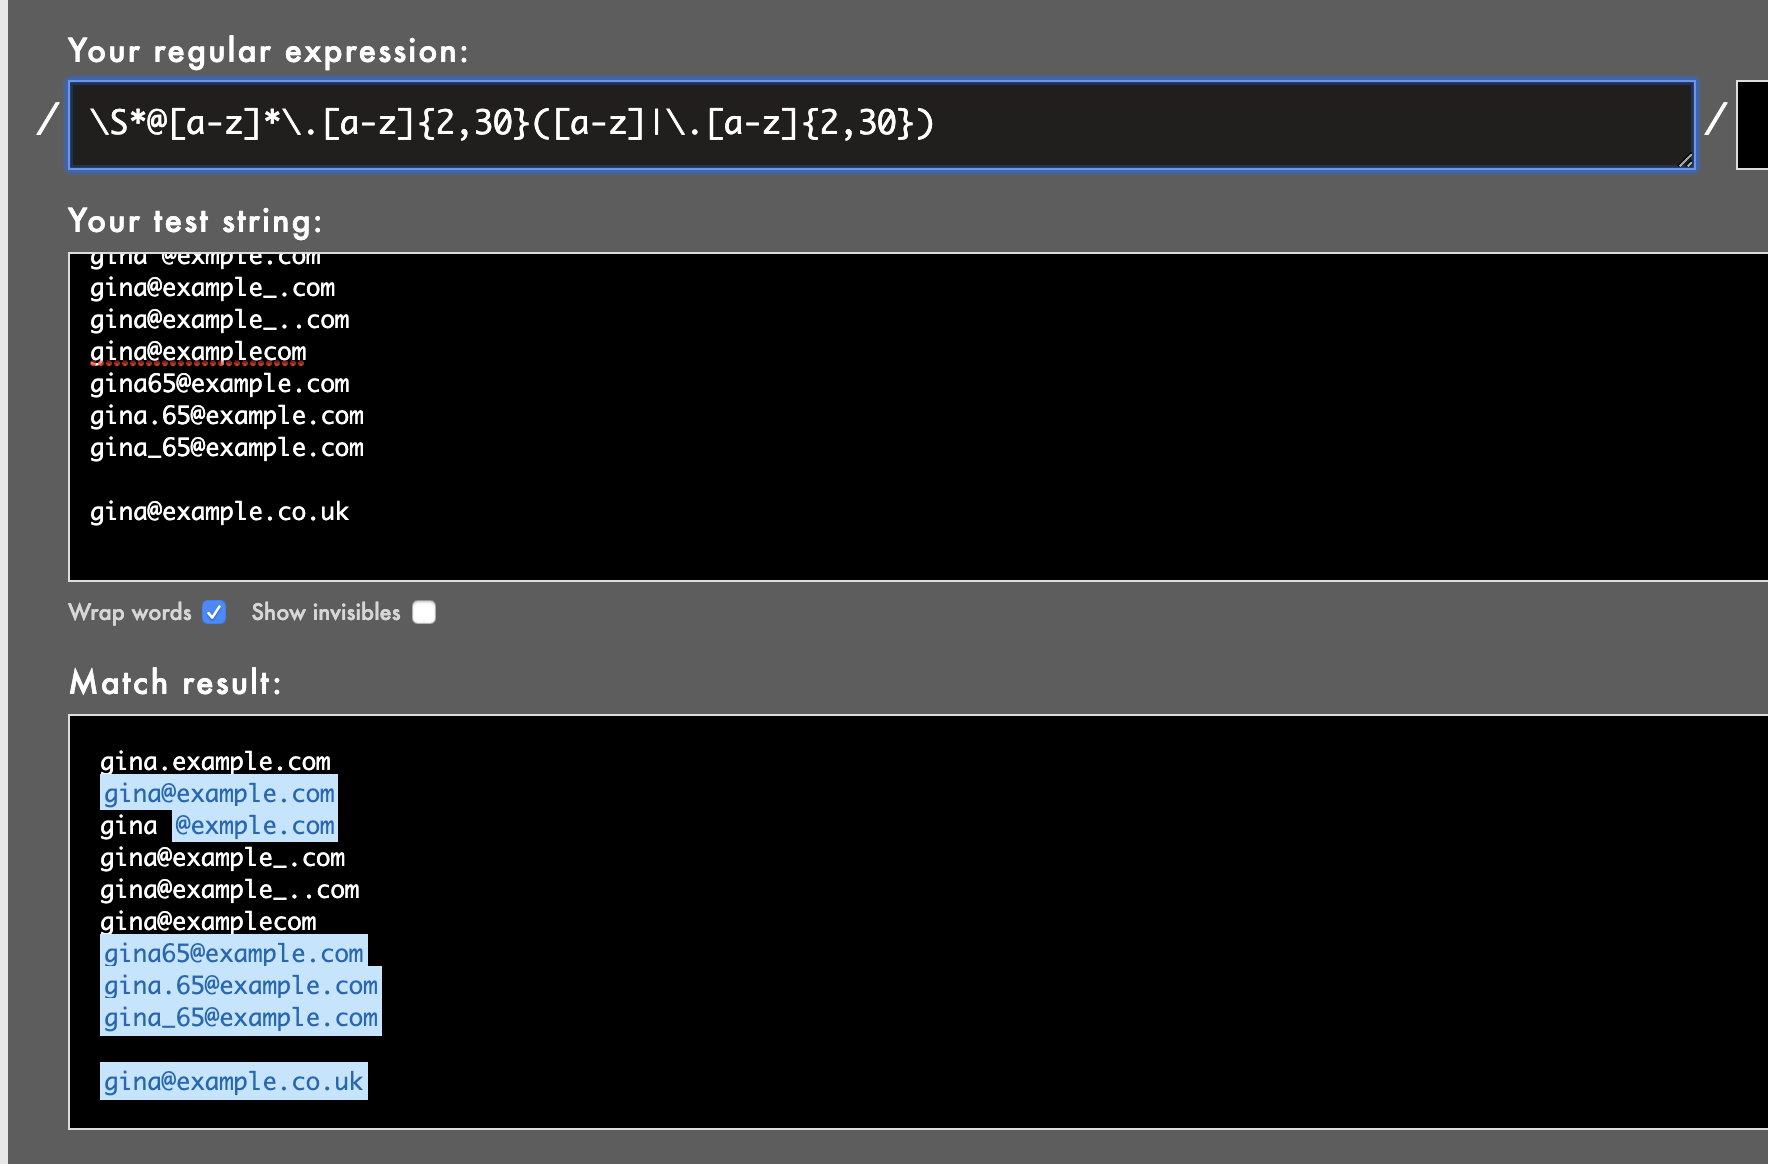 Your regular expression:
/ \S*@[a-z]*\.[a-z]{2,30}([a-z]|\.[a-z]{2,30}) /
Your test string:
gina @exmple.com
gina@example_.com
gina@example_..com
gina@examplecom
gina65@example.com
gina.65@example.com
gina_65@example.com
gina@example.co.uk
Wrap words Show invisibles
Match result:
gina.example.com
gina@example.com
gina @exmple.com
gina@example_.com
gina@example_..com
gina@examplecom
gina65@example.com
gina.65@example.com
gina_65@example.com
gina@example.co.uk